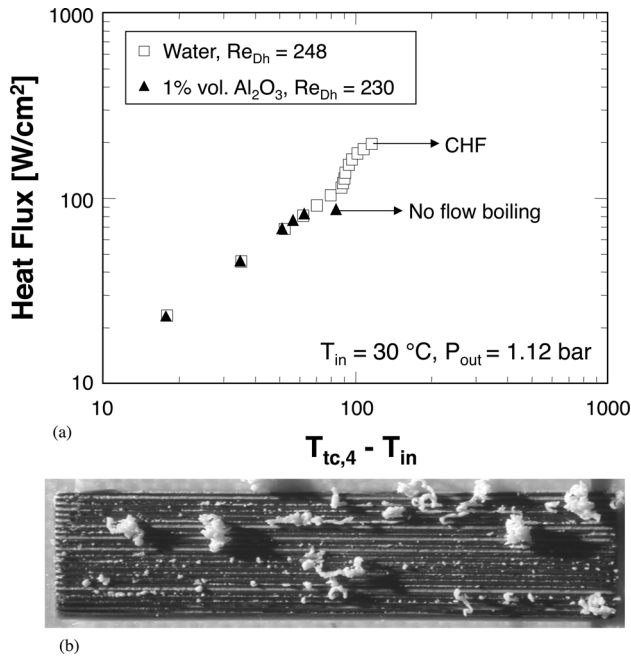 1000
Water, Re_Dh = 248
1% vol. Al₂O₃, Re_Dh = 230
CHF
Heat Flux [W/cm²]
100
No flow boiling
T_in = 30 °C, P_out = 1.12 bar
10
10 100 1000
(a)
T_tc,4 - T_in
(b)